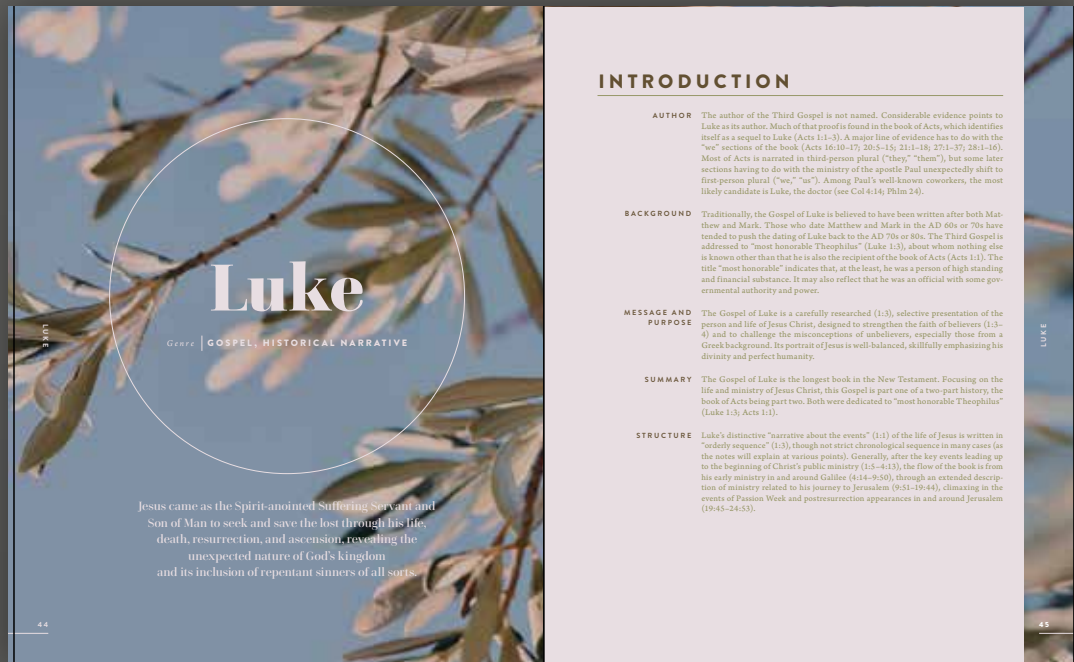 LUKE
Luke
Genre | GOSPEL, HISTORICAL NARRATIVE
Jesus came as the Spirit-anointed Suffering Servant and
Son of Man to seek and save the lost through his life,
death, resurrection, and ascension, revealing the
unexpected nature of God's kingdom
and its inclusion of repentant sinners of all sorts.
44
INTRODUCTION
AUTHOR
The author of the Third Gospel is not named. Considerable evidence points to
Luke as its author. Much of that proof is found in the book of Acts, which identifies
itself as a sequel to Luke (Acts 1:1–3). A major line of evidence has to do with the
“we” sections of the book (Acts 16:10–17; 20:5–15; 21:1–18; 27:1–37; 28:1–16).
Most of Acts is narrated in third-person plural (“they,” “them”), but some later
sections having to do with the ministry of the apostle Paul unexpectedly shift to
first-person plural (“we,” “us”). Among Paul’s well-known coworkers, the most
likely candidate is Luke, the doctor (see Col 4:14; Phlm 24).
BACKGROUND
Traditionally, the Gospel of Luke is believed to have been written after both Mat-
thew and Mark. Those who date Matthew and Mark in the AD 60s or 70s have
tended to push the dating of Luke back to the AD 70s or 80s. The Third Gospel is
addressed to “most honorable Theophilus” (Luke 1:3), about whom nothing else
is known other than that he is also the recipient of the book of Acts (Acts 1:1). The
title “most honorable” indicates that, at the least, he was a person of high standing
and financial substance. It may also reflect that he was an official with some gov-
ernmental authority and power.
MESSAGE AND
PURPOSE
The Gospel of Luke is a carefully researched (1:3), selective presentation of the
person and life of Jesus Christ, designed to strengthen the faith of believers (1:3–
4) and to challenge the misconceptions of unbelievers, especially those from a
Greek background. Its portrait of Jesus is well-balanced, skillfully emphasizing his
divinity and perfect humanity.
SUMMARY
The Gospel of Luke is the longest book in the New Testament. Focusing on the
life and ministry of Jesus Christ, this Gospel is part one of a two-part history, the
book of Acts being part two. Both were dedicated to “most honorable Theophilus”
(Luke 1:3; Acts 1:1).
STRUCTURE
Luke’s distinctive “narrative about the events” (1:1) of the life of Jesus is written in
“orderly sequence” (1:3), though not strict chronological sequence in many cases (as
the notes will explain at various points). Generally, after the key events leading up
to the beginning of Christ’s public ministry (1:5–4:13), the flow of the book is from
his early ministry in and around Galilee (4:14–9:50), through an extended descrip-
tion of ministry related to his journey to Jerusalem (9:51–19:44), climaxing in the
events of Passion Week and postresurrection appearances in and around Jerusalem
(19:45–24:53).
LUKE
45